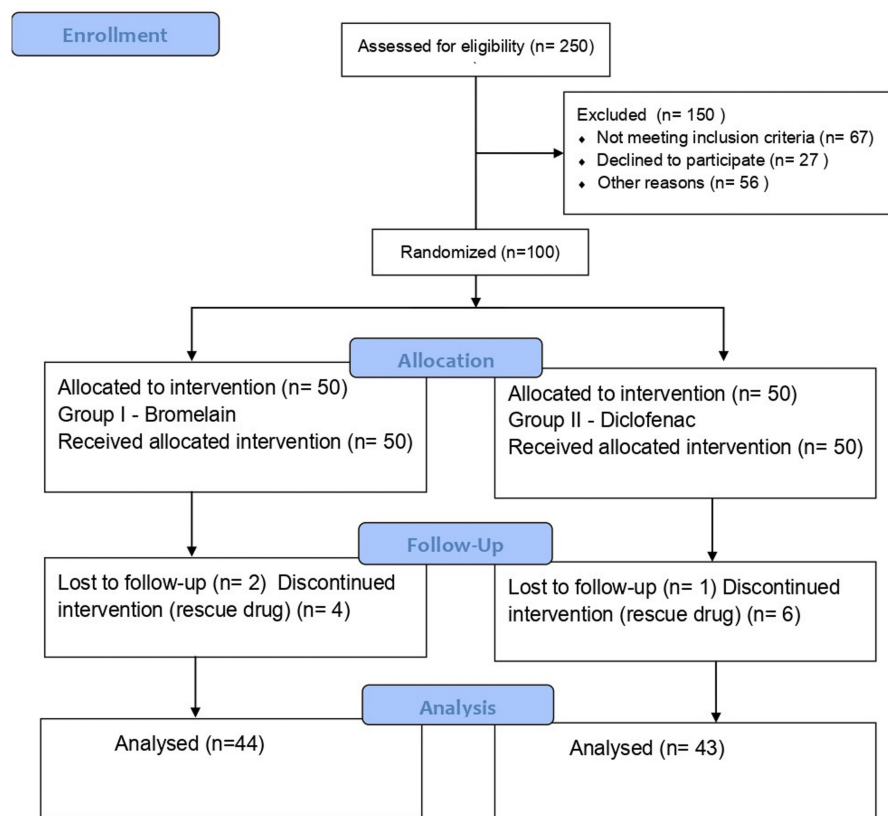 Enrollment
Assessed for eligibility (n= 250)
Excluded (n= 150 )
⬧ Not meeting inclusion criteria (n= 67)
⬧ Declined to participate (n= 27 )
⬧ Other reasons (n= 56 )
Randomized (n=100)
Allocation
Allocated to intervention (n= 50)
Group I - Bromelain
Received allocated intervention (n= 50)
Allocated to intervention (n= 50)
Group II - Diclofenac
Received allocated intervention (n= 50)
Follow-Up
Lost to follow-up (n= 2) Discontinued
intervention (rescue drug) (n= 4)
Lost to follow-up (n= 1) Discontinued
intervention (rescue drug) (n= 6)
Analysis
Analysed (n=44)
Analysed (n= 43)